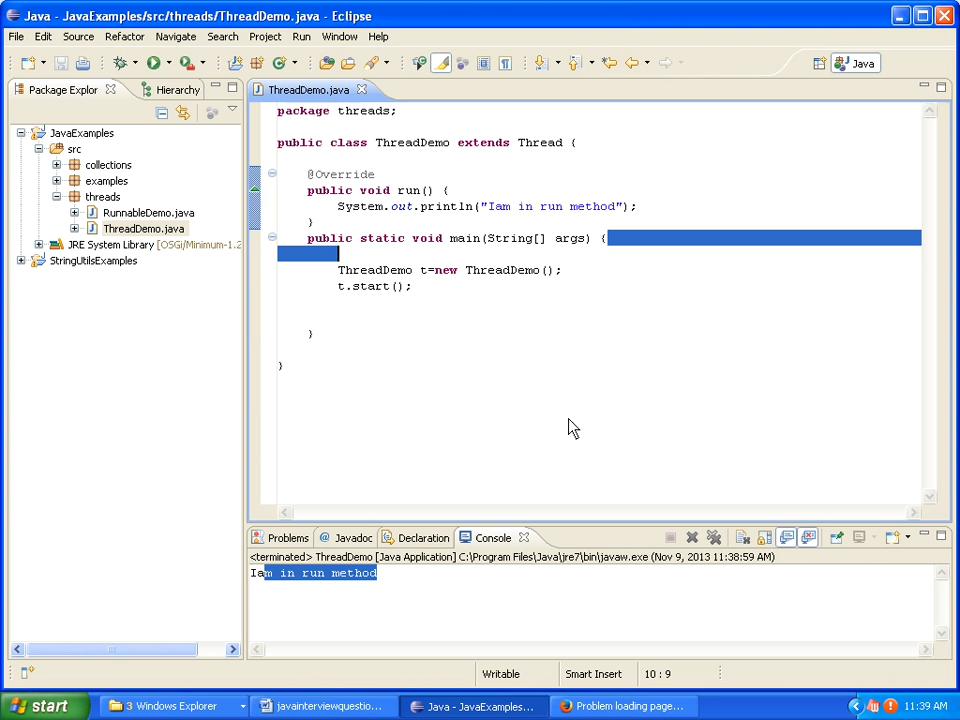 Java - JavaExamples/src/threads/ThreadDemo.java - Eclipse
File Edit Source Refactor Navigate Search Project Run Window Help
Java
Package Explor
Hierarchy
JavaExamples
src
collections
examples
threads
RunnableDemo.java
ThreadDemo.java
JRE System Library [OSGi/Minimum-1.2
StringUtilsExamples
ThreadDemo.java
package threads;
public class ThreadDemo extends Thread {
@Override
public void run() {
System.out.println("Iam in run method");
}
public static void main(String[] args) {
ThreadDemo t=new ThreadDemo();
t.start();
}
}
Problems @ Javadoc Declaration Console
<terminated> ThreadDemo [Java Application] C:\Program Files\Java\jre7\bin\javaw.exe (Nov 9, 2013 11:38:59 AM)
Iam in run method
Writable Smart Insert 10 : 9
start 3 Windows Explorer javainterviewquestio... Java - JavaExamples... Problem loading page... 11:39 AM